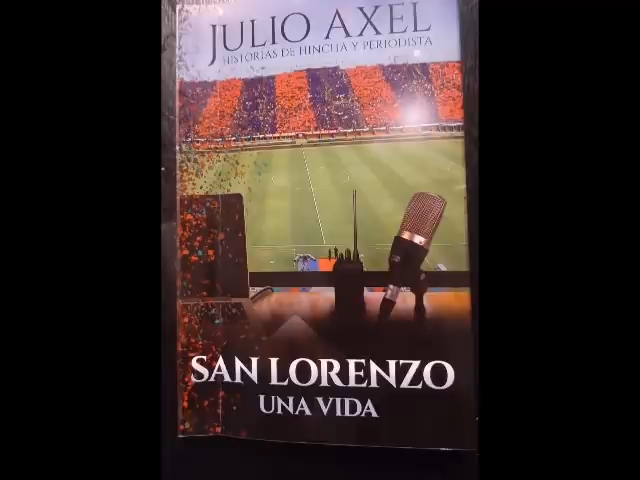 JULIO AXEL
HISTORIAS DE HINCHA Y PERIODISTA
SAN LORENZO
UNA VIDA